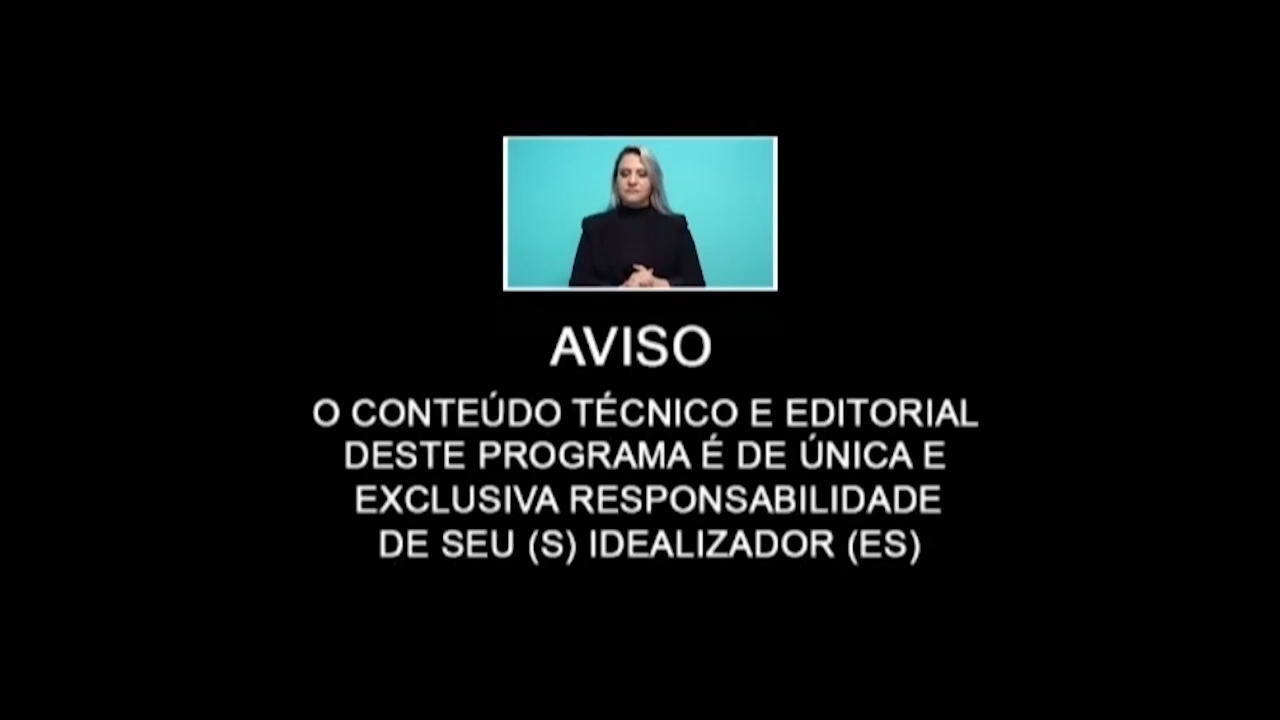 AVISO
O CONTEÚDO TÉCNICO E EDITORIAL
DESTE PROGRAMA É DE ÚNICA E
EXCLUSIVA RESPONSABILIDADE
DE SEU (S) IDEALIZADOR (ES)